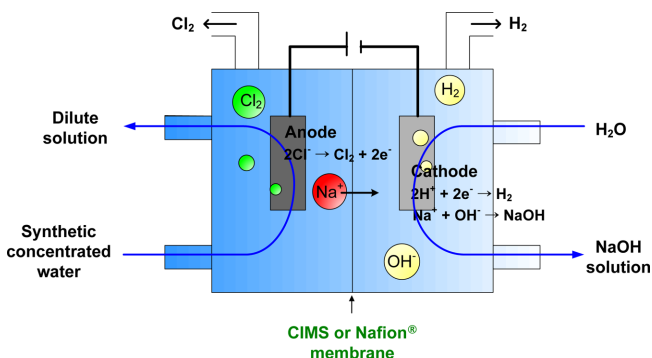 Cl₂
H₂
Cl₂
H₂
Dilute
solution
Anode
2Cl⁻ → Cl₂ + 2e⁻
H₂O
Cathode
2H⁺ + 2e⁻ → H₂
Na⁺ + OH⁻ → NaOH
Na⁺
Synthetic
concentrated
water
OH⁻
NaOH
solution
CIMS or Nafion®
membrane